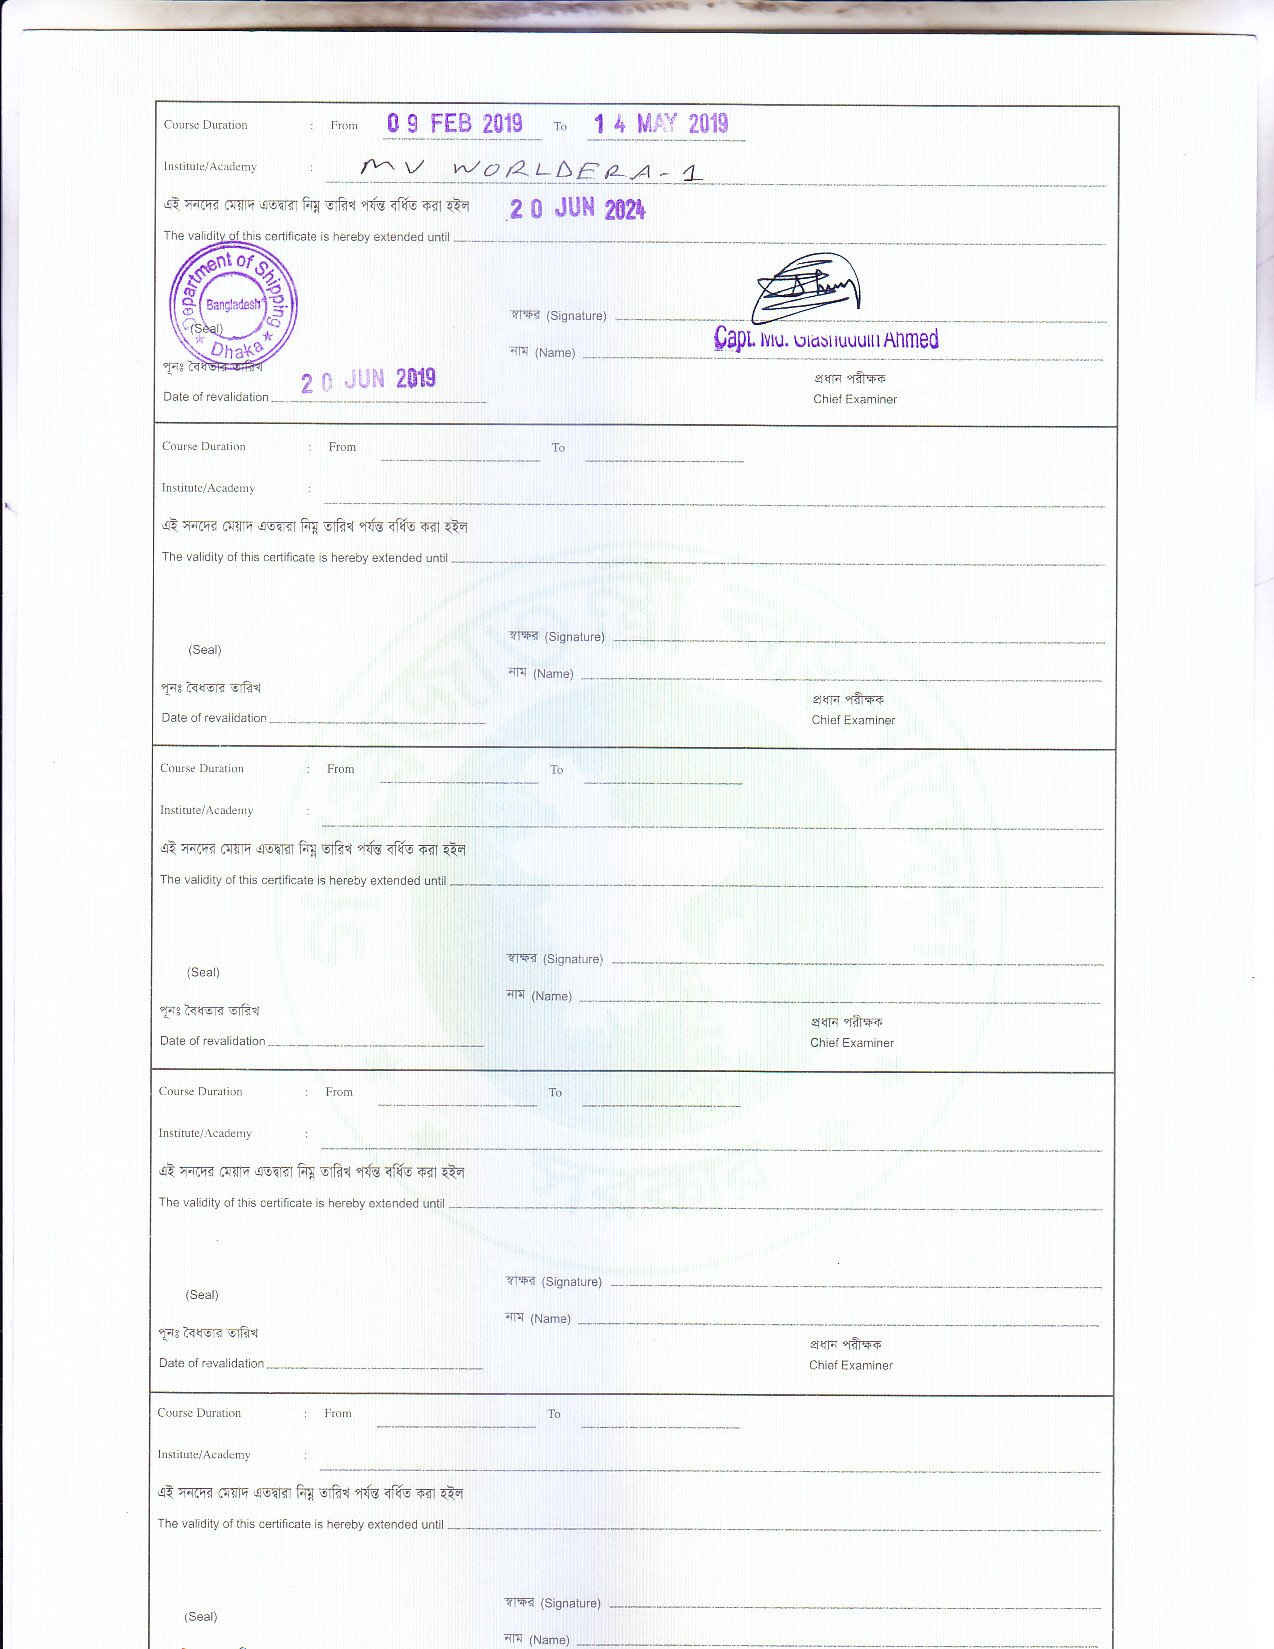 Course Duration : From 09 FEB 2019 To 14 MAY 2019
Institute/Academy : MV WORLDERA-1
এই সনদের মেয়াদ এতদ্বারা নিম্ন তারিখ পর্যন্ত বর্ধিত করা হইল 20 JUN 2024
The validity of this certificate is hereby extended until
Department of Shipping
Bangladesh
Dhaka
(Seal)
স্বাক্ষর (Signature)
Capt. Md. Ahmed
নাম (Name)
পূনঃ বৈধতার তারিখ
20 JUN 2019
প্রধান পরীক্ষক
Date of revalidation
Chief Examiner
Course Duration : From To
Institute/Academy :
এই সনদের মেয়াদ এতদ্বারা নিম্ন তারিখ পর্যন্ত বর্ধিত করা হইল
The validity of this certificate is hereby extended until
স্বাক্ষর (Signature)
(Seal)
নাম (Name)
পূনঃ বৈধতার তারিখ
প্রধান পরীক্ষক
Date of revalidation
Chief Examiner
Course Duration : From To
Institute/Academy :
এই সনদের মেয়াদ এতদ্বারা নিম্ন তারিখ পর্যন্ত বর্ধিত করা হইল
The validity of this certificate is hereby extended until
স্বাক্ষর (Signature)
(Seal)
নাম (Name)
পূনঃ বৈধতার তারিখ
প্রধান পরীক্ষক
Date of revalidation
Chief Examiner
Course Duration : From To
Institute/Academy :
এই সনদের মেয়াদ এতদ্বারা নিম্ন তারিখ পর্যন্ত বর্ধিত করা হইল
The validity of this certificate is hereby extended until
স্বাক্ষর (Signature)
(Seal)
নাম (Name)
পূনঃ বৈধতার তারিখ
প্রধান পরীক্ষক
Date of revalidation
Chief Examiner
Course Duration : From To
Institute/Academy :
এই সনদের মেয়াদ এতদ্বারা নিম্ন তারিখ পর্যন্ত বর্ধিত করা হইল
The validity of this certificate is hereby extended until
স্বাক্ষর (Signature)
(Seal)
নাম (Name)